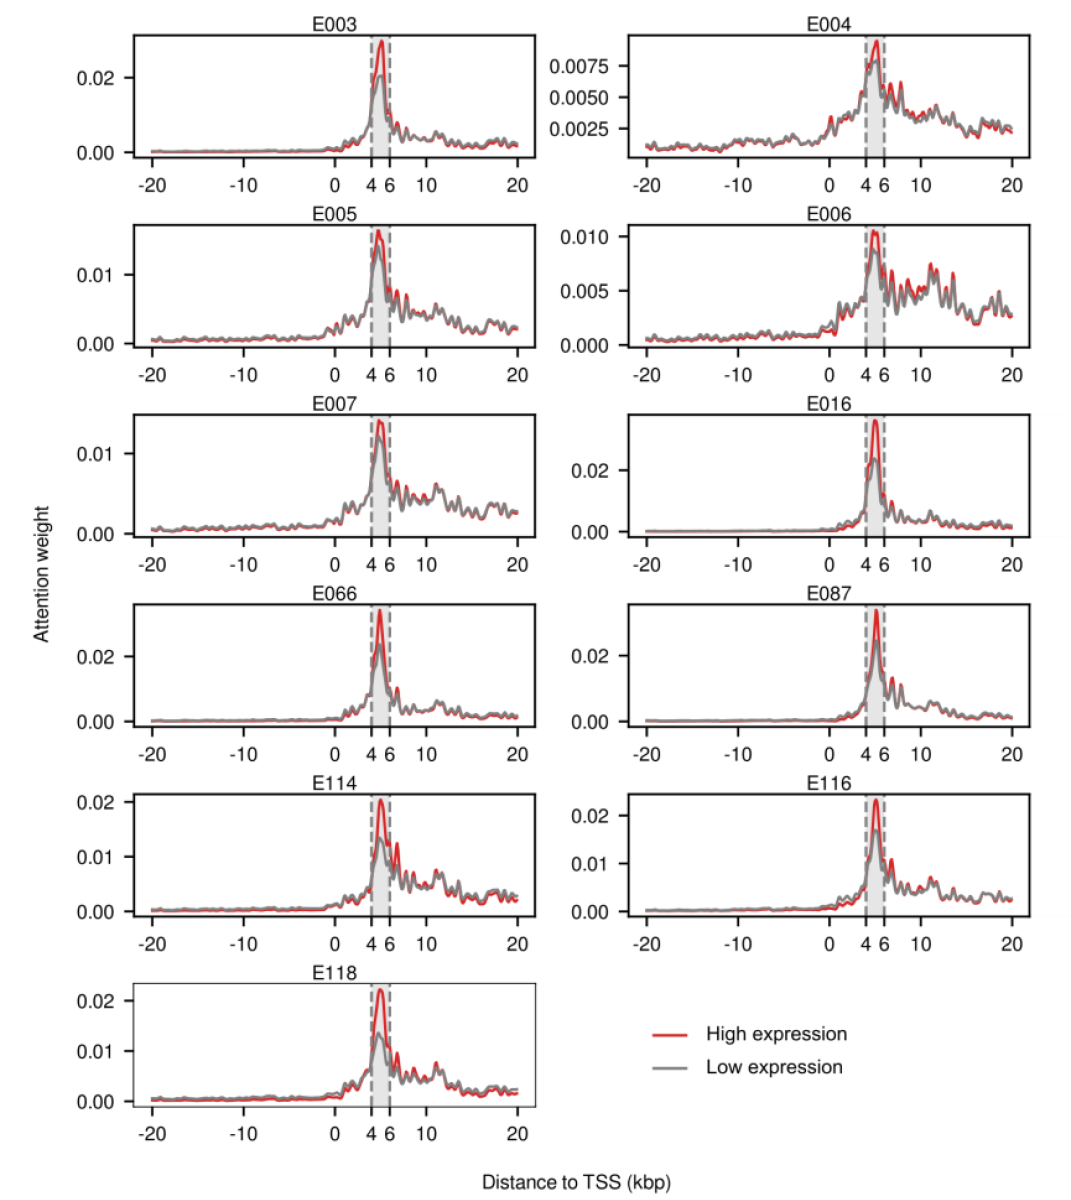 E003
0.02
0.00
-20 -10 0 4 6 10 20
E004
0.0075
0.0050
0.0025
-20 -10 0 4 6 10 20
E005
0.01
0.00
-20 -10 0 4 6 10 20
E006
0.010
0.005
0.000
-20 -10 0 4 6 10 20
E007
0.01
0.00
-20 -10 0 4 6 10 20
E016
0.02
0.00
-20 -10 0 4 6 10 20
Attention weight
E066
0.02
0.00
-20 -10 0 4 6 10 20
E087
0.02
0.00
-20 -10 0 4 6 10 20
E114
0.02
0.01
0.00
-20 -10 0 4 6 10 20
E116
0.02
0.01
0.00
-20 -10 0 4 6 10 20
E118
0.02
0.01
0.00
-20 -10 0 4 6 10 20
High expression
Low expression
Distance to TSS (kbp)